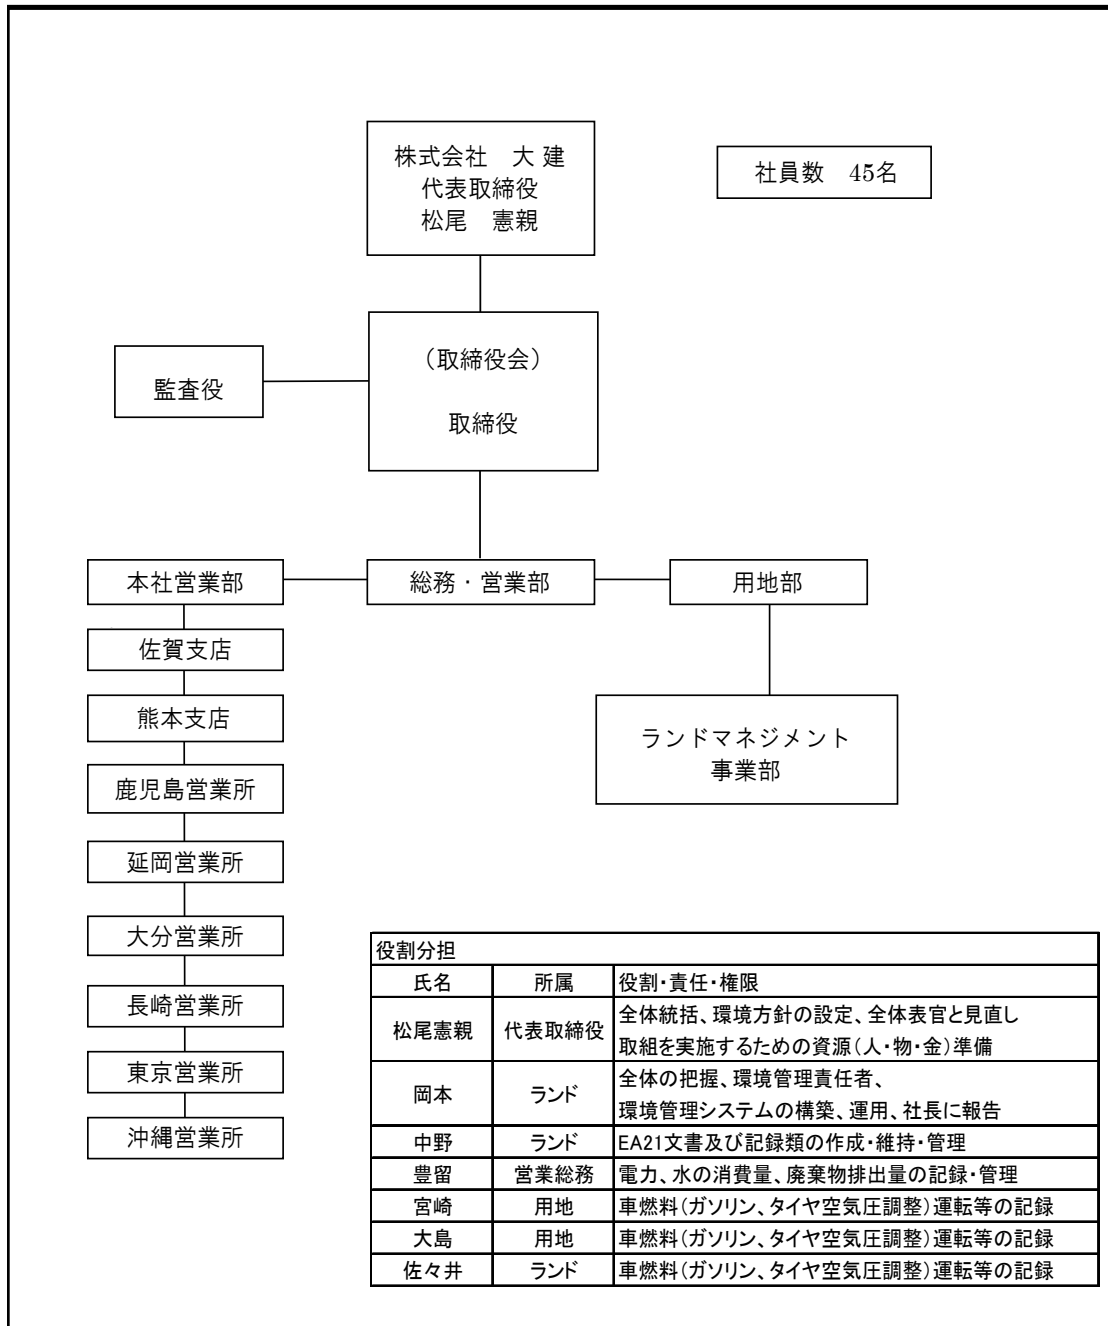 株式会社　大 建
代表取締役
松尾　憲親
社員数　45名
（取締役会）
取締役
監査役
本社営業部
総務・営業部
用地部
佐賀支店
熊本支店
鹿児島営業所
延岡営業所
大分営業所
長崎営業所
東京営業所
沖縄営業所
ランドマネジメント
事業部
役割分担
氏名 所属 役割・責任・権限
松尾憲親 代表取締役 全体統括、環境方針の設定、全体表官と見直し
取組を実施するための資源（人・物・金）準備
岡本 ランド 全体の把握、環境管理責任者、
環境管理システムの構築、運用、社長に報告
中野 ランド EA21文書及び記録類の作成・維持・管理
豊留 営業総務 電力、水の消費量、廃棄物排出量の記録・管理
宮崎 用地 車燃料（ガソリン、タイヤ空気圧調整）運転等の記録
大島 用地 車燃料（ガソリン、タイヤ空気圧調整）運転等の記録
佐々井 ランド 車燃料（ガソリン、タイヤ空気圧調整）運転等の記録